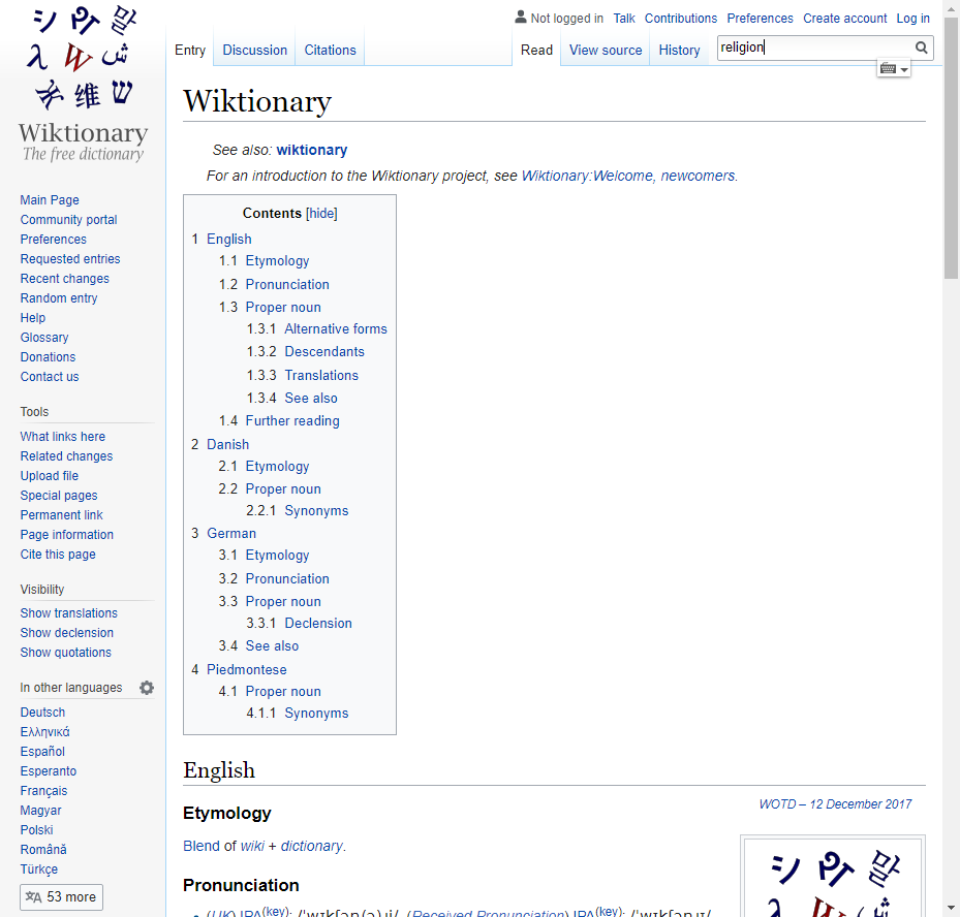 Not logged in Talk Contributions Preferences Create account Log in
Entry Discussion Citations Read View source History religion
シ ק 말
λ W ش
维 ש
Wiktionary
The free dictionary
Main Page
Community portal
Preferences
Requested entries
Recent changes
Random entry
Help
Glossary
Donations
Contact us
Tools
What links here
Related changes
Upload file
Special pages
Permanent link
Page information
Cite this page
Visibility
Show translations
Show declension
Show quotations
In other languages
Deutsch
Ελληνικά
Español
Esperanto
Français
Magyar
Polski
Română
Türkçe
53 more
Wiktionary
See also: wiktionary
For an introduction to the Wiktionary project, see Wiktionary:Welcome, newcomers.
Contents [hide]
1 English
1.1 Etymology
1.2 Pronunciation
1.3 Proper noun
1.3.1 Alternative forms
1.3.2 Descendants
1.3.3 Translations
1.3.4 See also
1.4 Further reading
2 Danish
2.1 Etymology
2.2 Proper noun
2.2.1 Synonyms
3 German
3.1 Etymology
3.2 Pronunciation
3.3 Proper noun
3.3.1 Declension
3.4 See also
4 Piedmontese
4.1 Proper noun
4.1.1 Synonyms
English
WOTD – 12 December 2017
Etymology
Blend of wiki + dictionary.
Pronunciation
(UK) IPA(key): /ˈwɪkʃən(ə)ɹi/, (Received Pronunciation) IPA(key): /ˈwɪkʃənɹɪ/